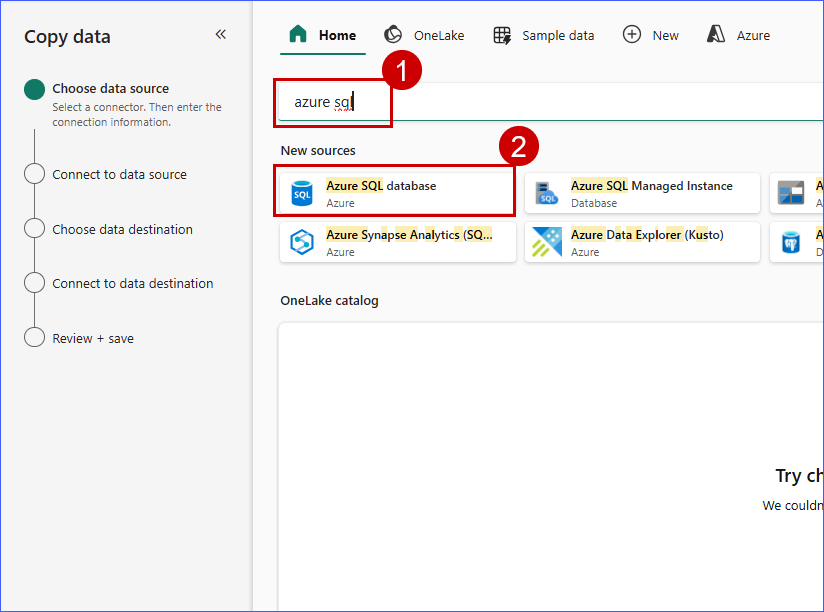 Copy data
Choose data source
Select a connector. Then enter the
connection information.
Connect to data source
Choose data destination
Connect to data destination
Review + save
Home
OneLake
Sample data
New
Azure
1
azure sql
New sources
2
SQL
Azure SQL database
Azure
SQL
Azure SQL Managed Instance
Database
Azure Synapse Analytics (SQ...
Azure
Azure Data Explorer (Kusto)
Azure
OneLake catalog
Try
We